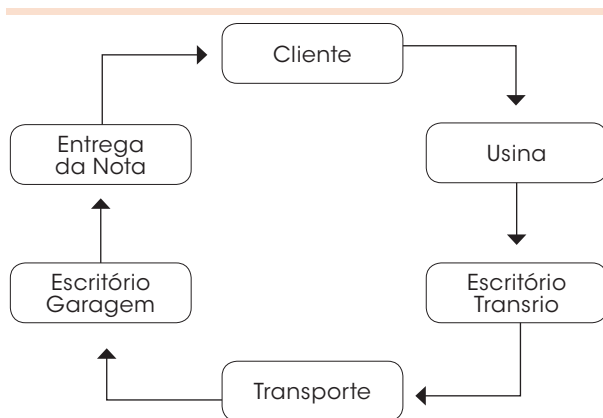 Cliente
Usina
Escritório
Transrio
Transporte
Escritório
Garagem
Entrega
da Nota